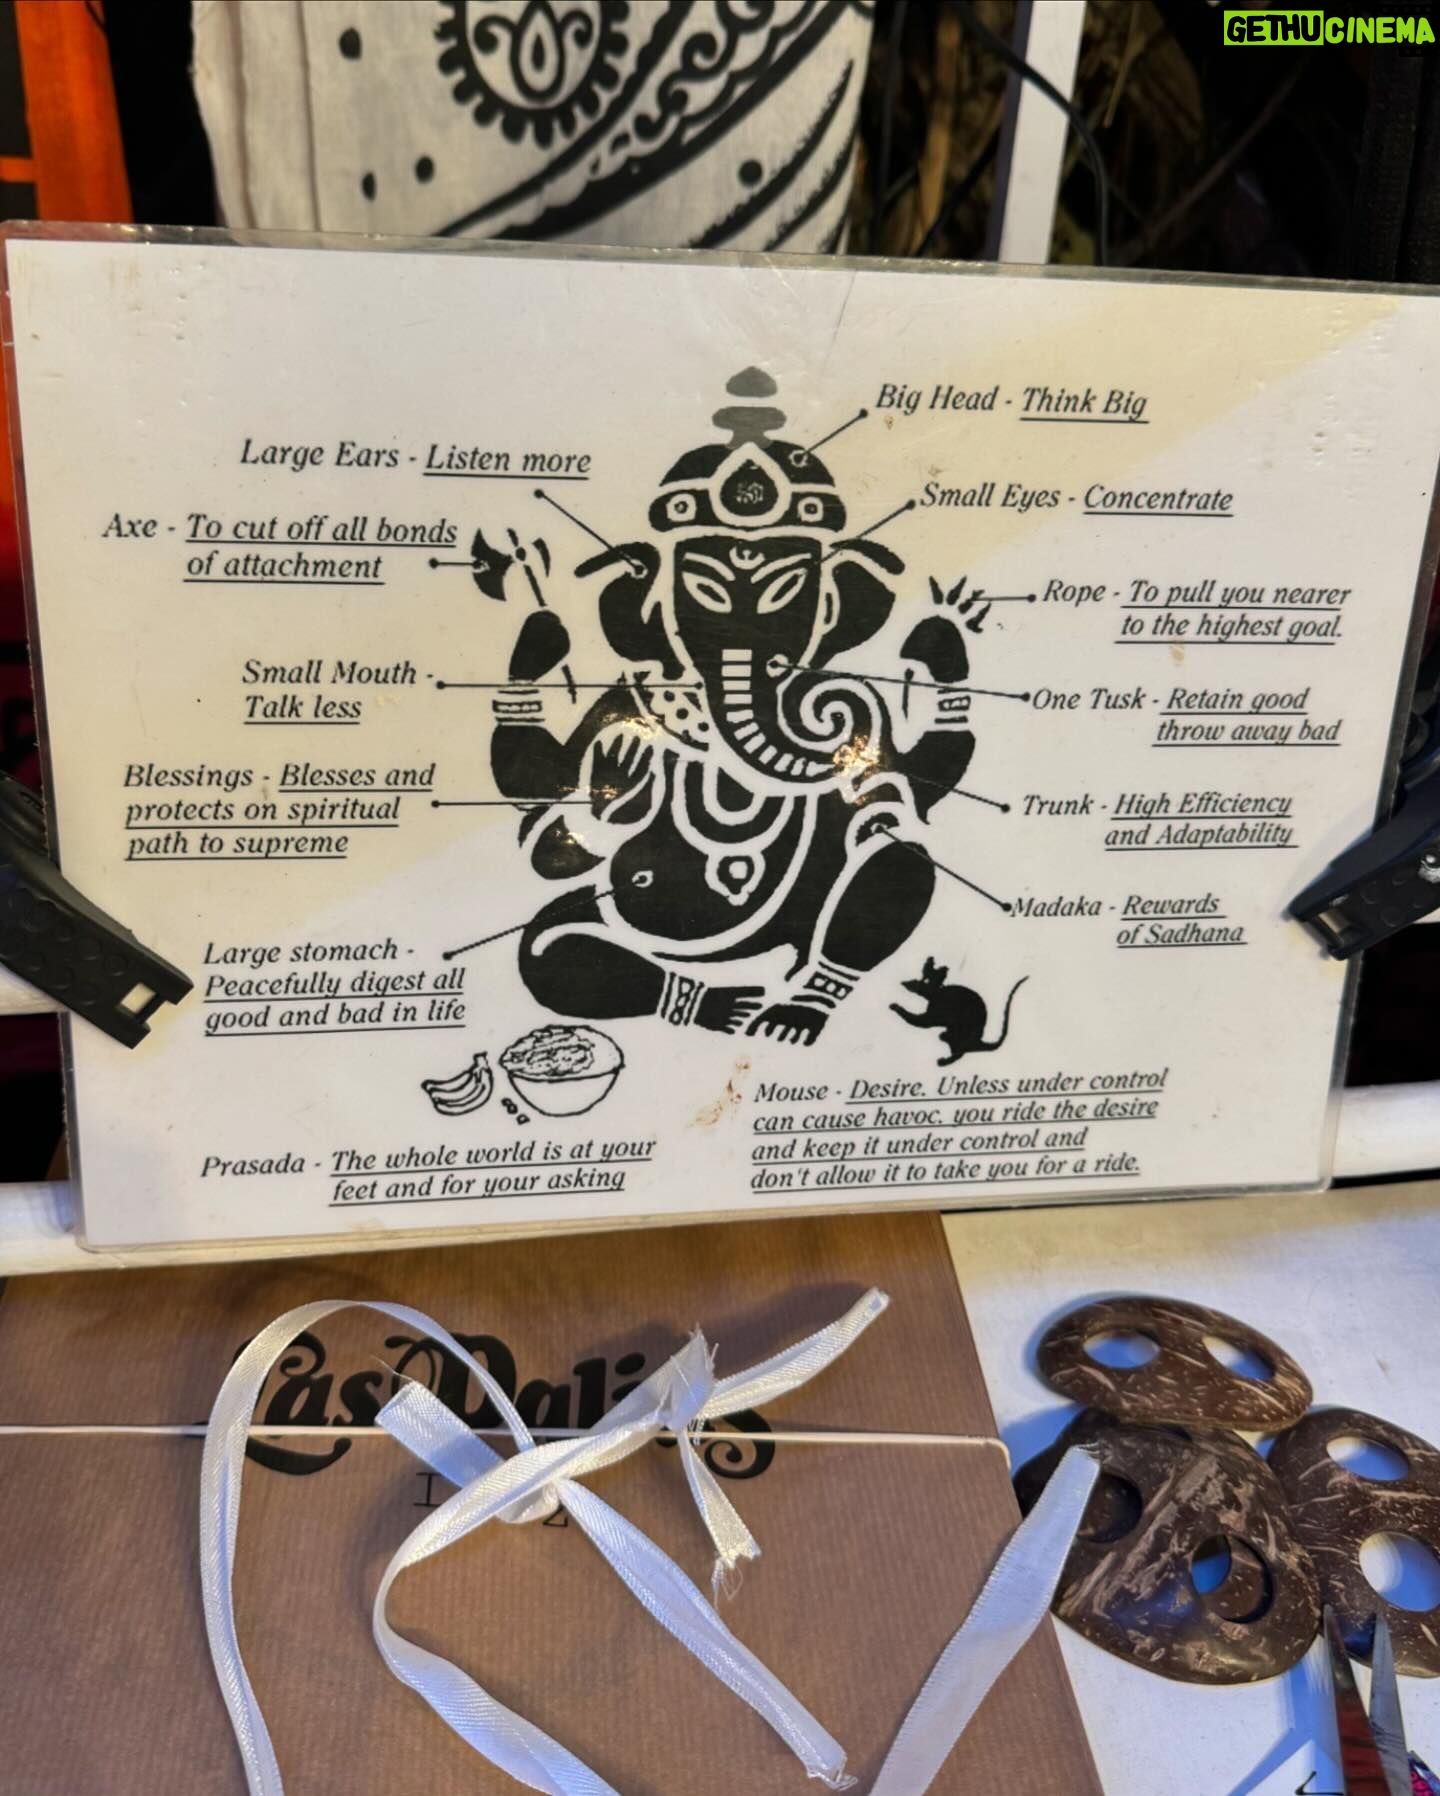 GETHUCINEMA
Big Head - Think Big
Large Ears - Listen more
Small Eyes - Concentrate
Axe - To cut off all bonds
of attachment
Rope - To pull you nearer
to the highest goal.
Small Mouth -
Talk less
One Tusk - Retain good
throw away bad
Blessings - Blesses and
protects on spiritual
path to supreme
Trunk - High Efficiency
and Adaptability
Madaka - Rewards
of Sadhana
Large stomach -
Peacefully digest all
good and bad in life
Mouse - Desire. Unless under control
can cause havoc. you ride the desire
and keep it under control and
don't allow it to take you for a ride.
Prasada - The whole world is at your
feet and for your asking
Las